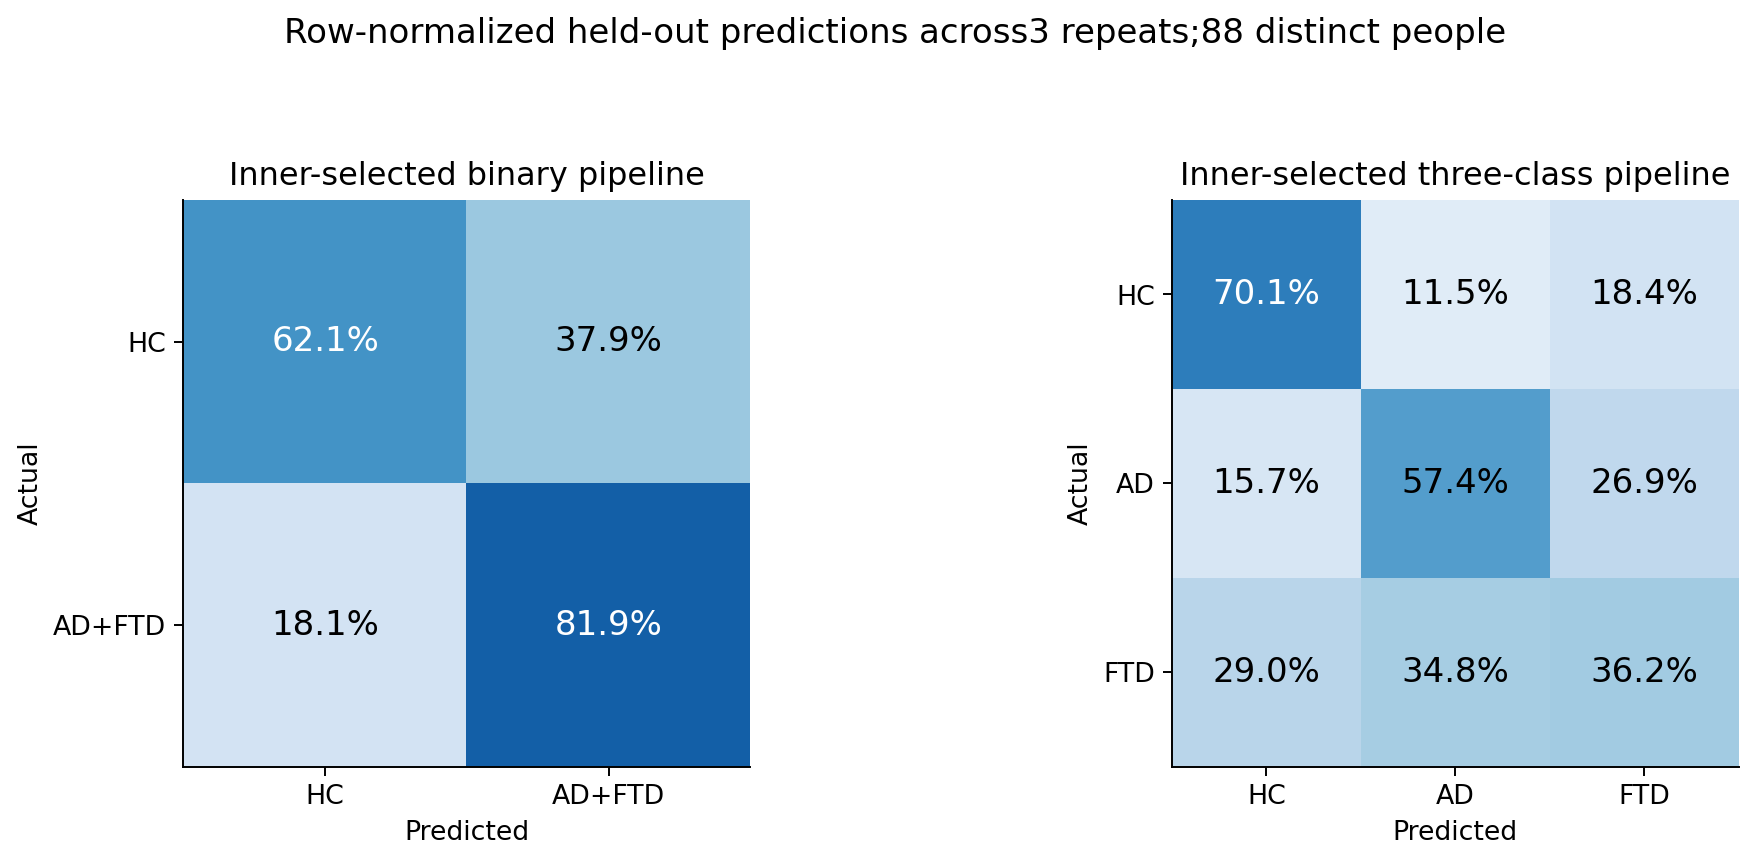 Row-normalized held-out predictions across3 repeats;88 distinct people
Inner-selected binary pipeline
Actual
HC
62.1%
37.9%
AD+FTD
18.1%
81.9%
HC
AD+FTD
Predicted
Inner-selected three-class pipeline
Actual
HC
70.1%
11.5%
18.4%
AD
15.7%
57.4%
26.9%
FTD
29.0%
34.8%
36.2%
HC
AD
FTD
Predicted